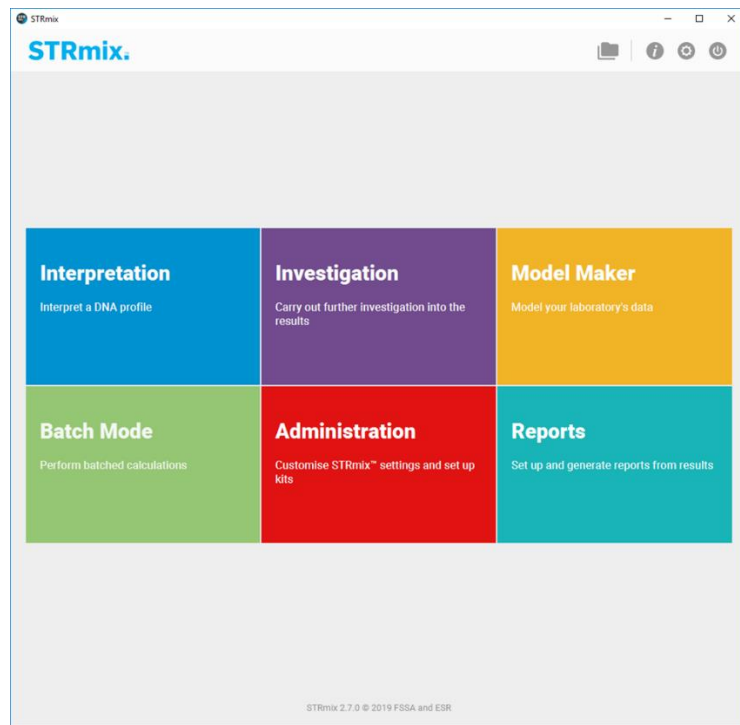 STRmix
STRmix
Interpretation
Interpret a DNA profile
Investigation
Carry out further investigation into the
results
Model Maker
Model your laboratory's data
Batch Mode
Perform batched calculations
Administration
Customise STRmix™ settings and set up
kits
Reports
Set up and generate reports from results
STRmix 2.7.0 © 2019 FSSA and ESR